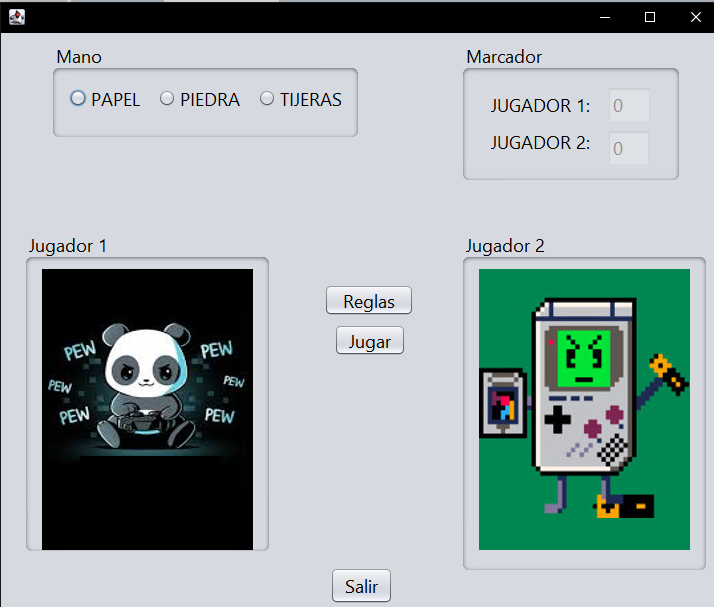 Mano
PAPEL PIEDRA TIJERAS
Marcador
JUGADOR 1: 0
JUGADOR 2: 0
Jugador 1
PEW PEW
PEW PEW
PEW PEW
Reglas
Jugar
Jugador 2
Salir